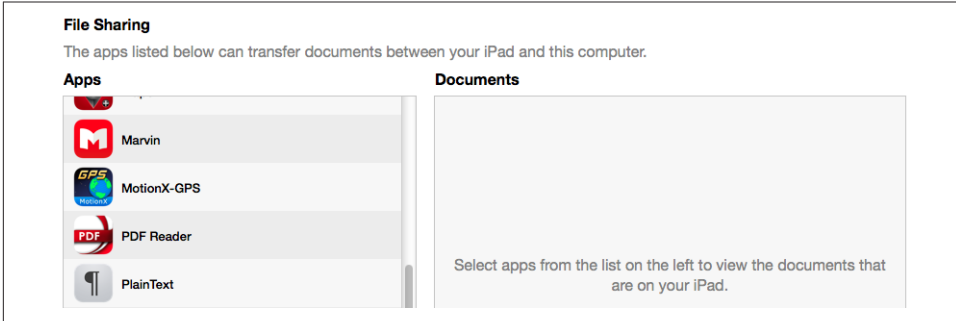 File Sharing
The apps listed below can transfer documents between your iPad and this computer.
Apps
Documents
Marvin
GPS
MotionX
MotionX-GPS
PDF
PDF Reader
¶
PlainText
Select apps from the list on the left to view the documents that
are on your iPad.